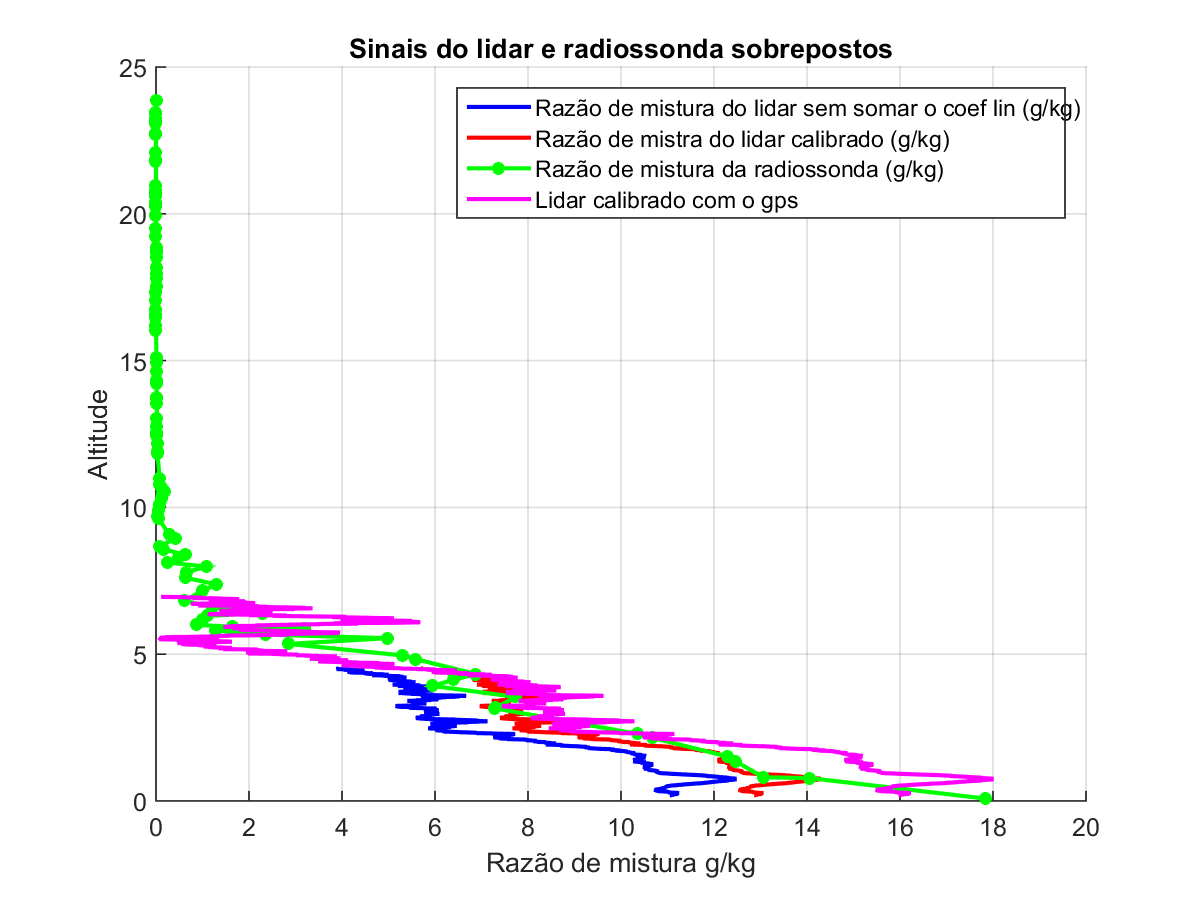 Sinais do lidar e radiossonda sobrepostos
25
20
15
10
5
0
Altitude
Razão de mistura do lidar sem somar o coef lin (g/kg)
Razão de mistra do lidar calibrado (g/kg)
Razão de mistura da radiossonda (g/kg)
Lidar calibrado com o gps
0 2 4 6 8 10 12 14 16 18 20
Razão de mistura g/kg